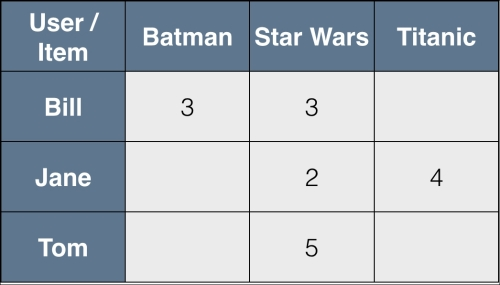 User / Item Batman Star Wars Titanic
Bill 3 3
Jane 2 4
Tom 5